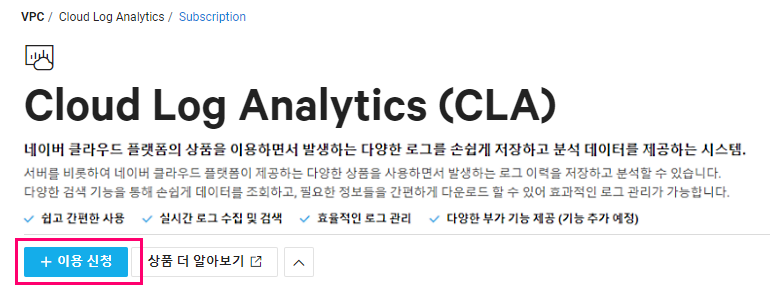 VPC / Cloud Log Analytics / Subscription
Cloud Log Analytics (CLA)
네이버 클라우드 플랫폼의 상품을 이용하면서 발생하는 다양한 로그를 손쉽게 저장하고 분석 데이터를 제공하는 시스템.
서버를 비롯하여 네이버 클라우드 플랫폼이 제공하는 다양한 상품을 사용하면서 발생하는 로그 이력을 저장하고 분석할 수 있습니다.
다양한 검색 기능을 통해 손쉽게 데이터를 조회하고, 필요한 정보들을 간편하게 다운로드 할 수 있어 효과적인 로그 관리가 가능합니다.
✓ 쉽고 간편한 사용 ✓ 실시간 로그 수집 및 검색 ✓ 효율적인 로그 관리 ✓ 다양한 부가 기능 제공 (기능 추가 예정)
+ 이용 신청 상품 더 알아보기